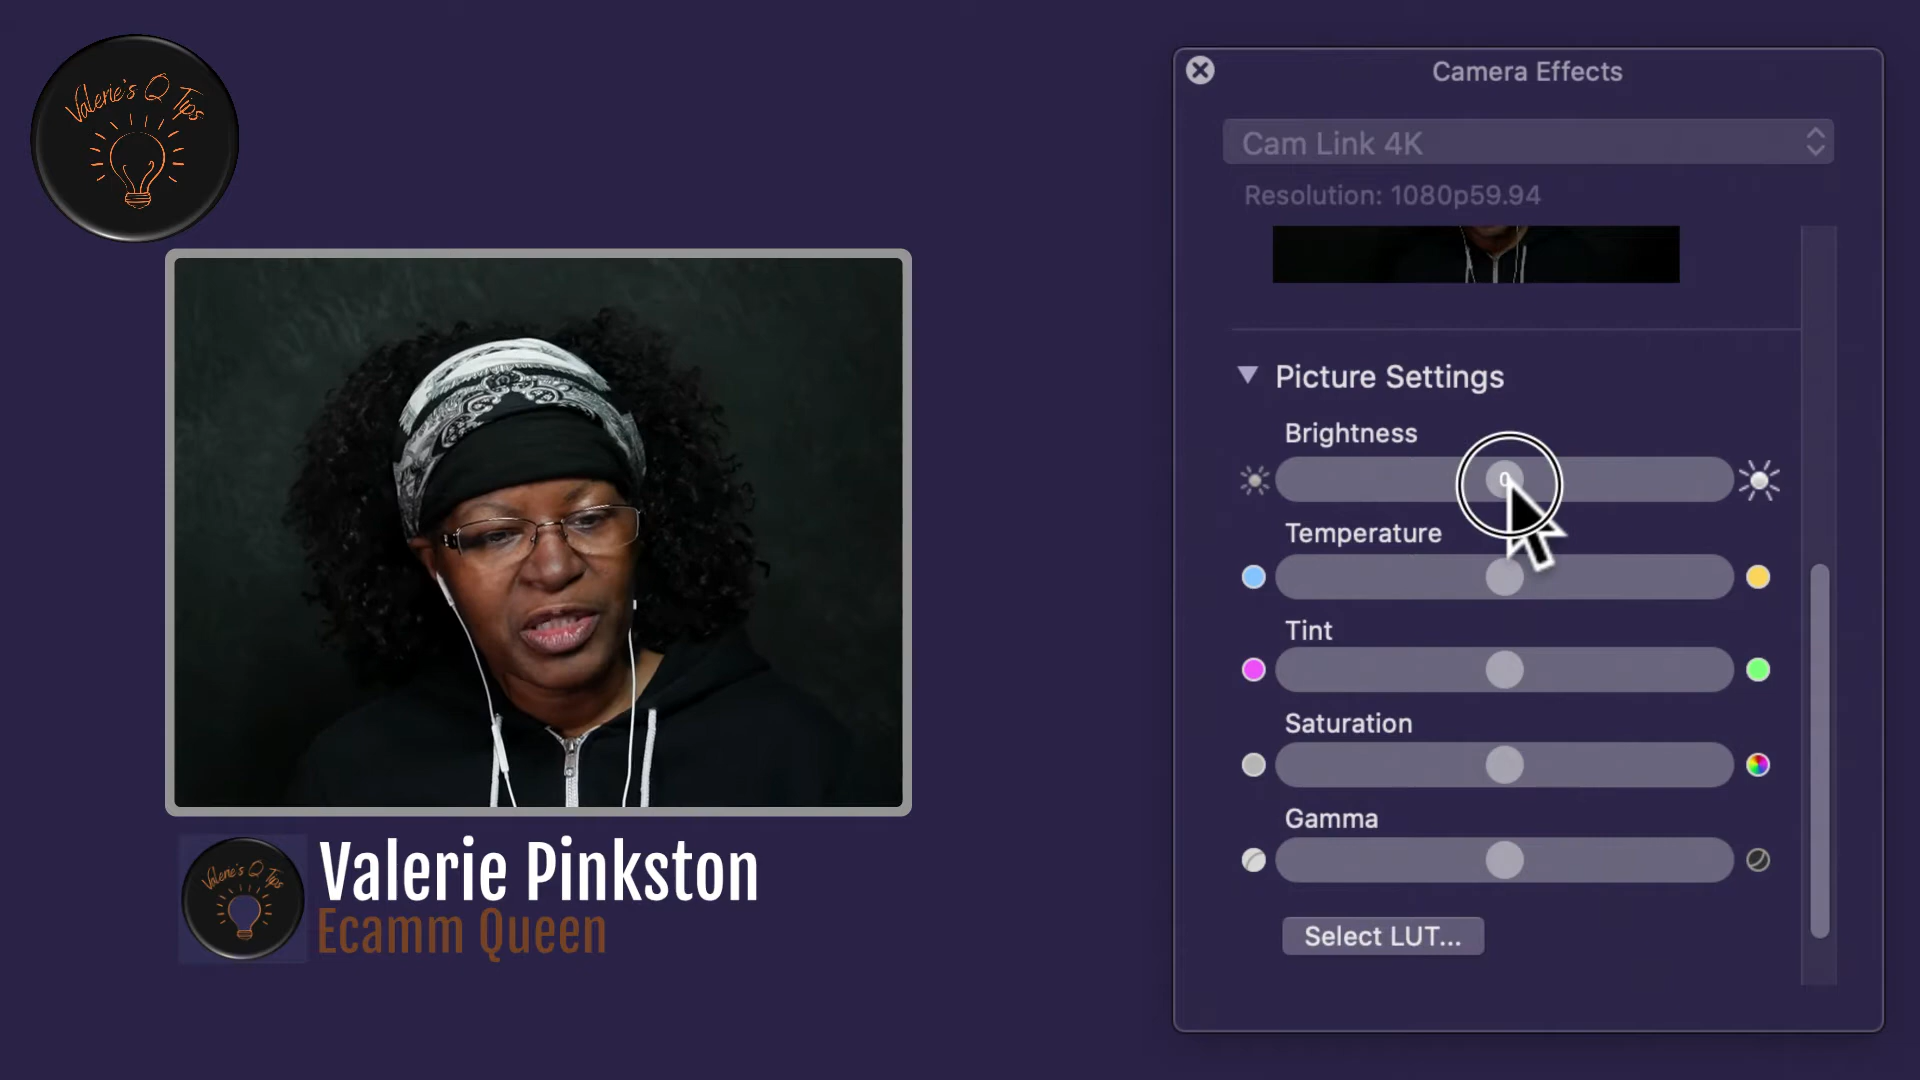 Valerie's Q Tips
Camera Effects
Cam Link 4K
Resolution: 1080p59.94
Picture Settings
Brightness
0
Temperature
Tint
Saturation
Gamma
Select LUT...
Valerie's Q Tips
Valerie Pinkston
Ecamm Queen